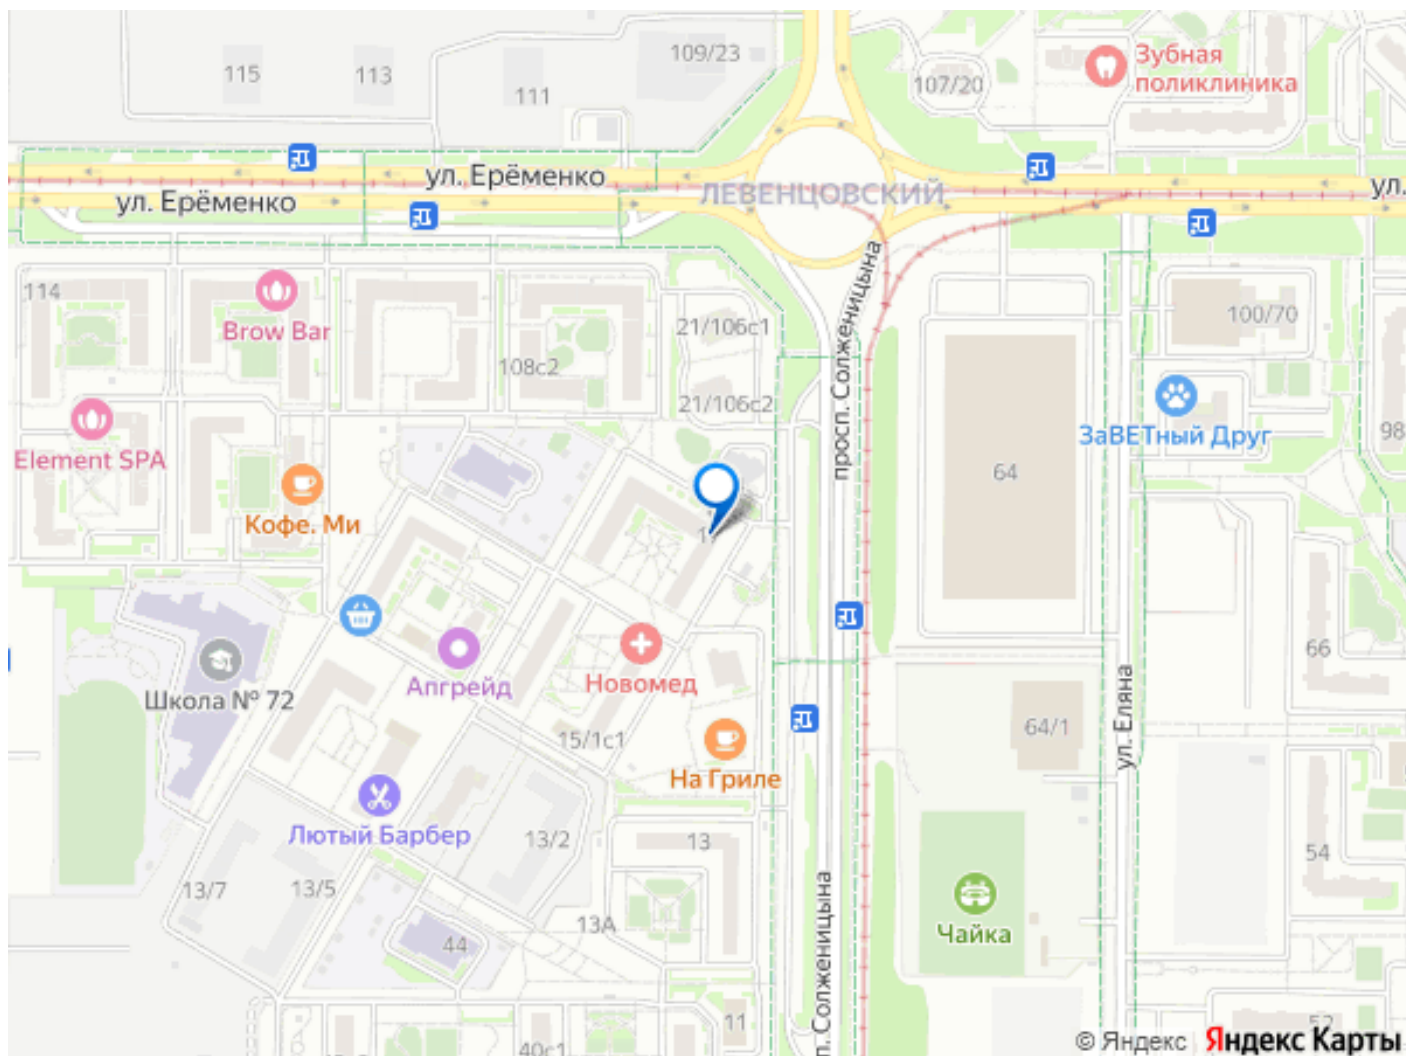 109/23
115
113
111
107/20
Зубная
поликлиника
ул. Ерёменко
ул. Ерёменко
ЛЕВЕНЦОВСКИЙ
ул.
114
Brow Bar
108с2
21/106с1
21/106с2
просп. Солженицына
100/70
ЗаВЕТный Друг
98
64
Element SPA
Кофе. Ми
Школа № 72
Апгрейд
Новомед
15/1с1
На Гриле
66
64/1
ул. Еляна
Лютый Барбер
13/2
13
13/7
13/5
13А
44
54
Чайка
п. Солженицына
11
40с1
52
© Яндекс Яндекс Карты